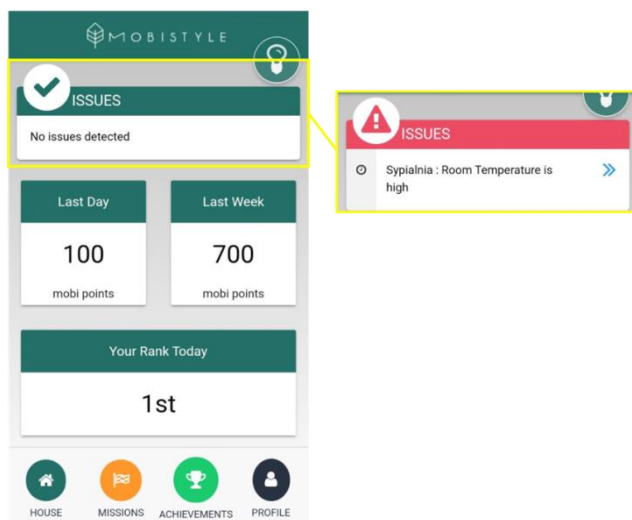 MOBISTYLE
ISSUES
No issues detected
Last Day
Last Week
100
700
mobi points
mobi points
Your Rank Today
1st
HOUSE
MISSIONS
ACHIEVEMENTS
PROFILE
ISSUES
Sypialnia : Room Temperature is
high